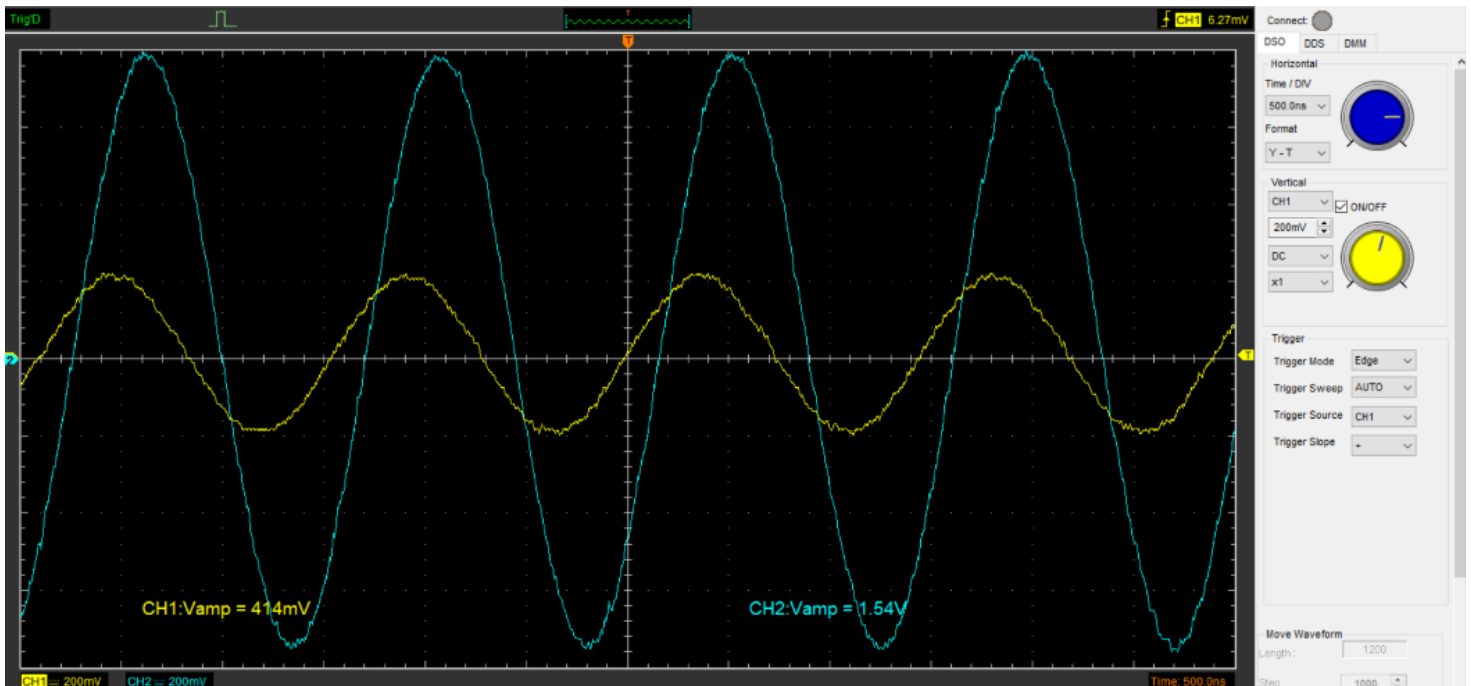 Trig'D
T
CH1 6.27mV
Connect:
DSO DDS DMM
Horizontal
Time / DIV
500.0ns
Format
Y - T
Vertical
CH1 ON/OFF
200mV
DC
x1
Trigger
Trigger Mode Edge
Trigger Sweep AUTO
Trigger Source CH1
Trigger Slope +
T
2
T
CH1:Vamp = 414mV
CH2:Vamp = 1.54V
Move Waveform
Length : 1200
Step 1000
CH1 200mV CH2 200mV Time: 500.0ns